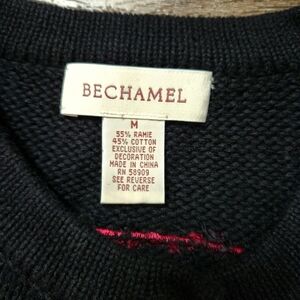 BECHAMEL
M
55% RAMIE
45% COTTON
EXCLUSIVE OF
DECORATION
MADE IN CHINA
RN 58909
SEE REVERSE
FOR CARE